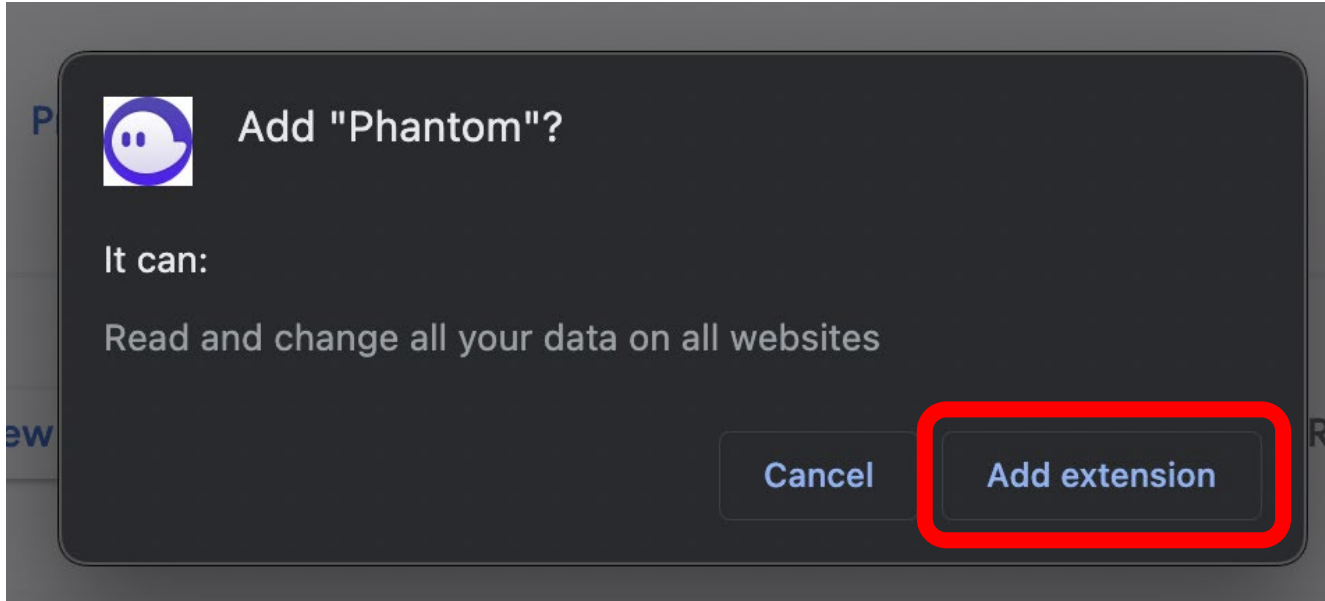 Add "Phantom"?
It can:
Read and change all your data on all websites
Cancel
Add extension